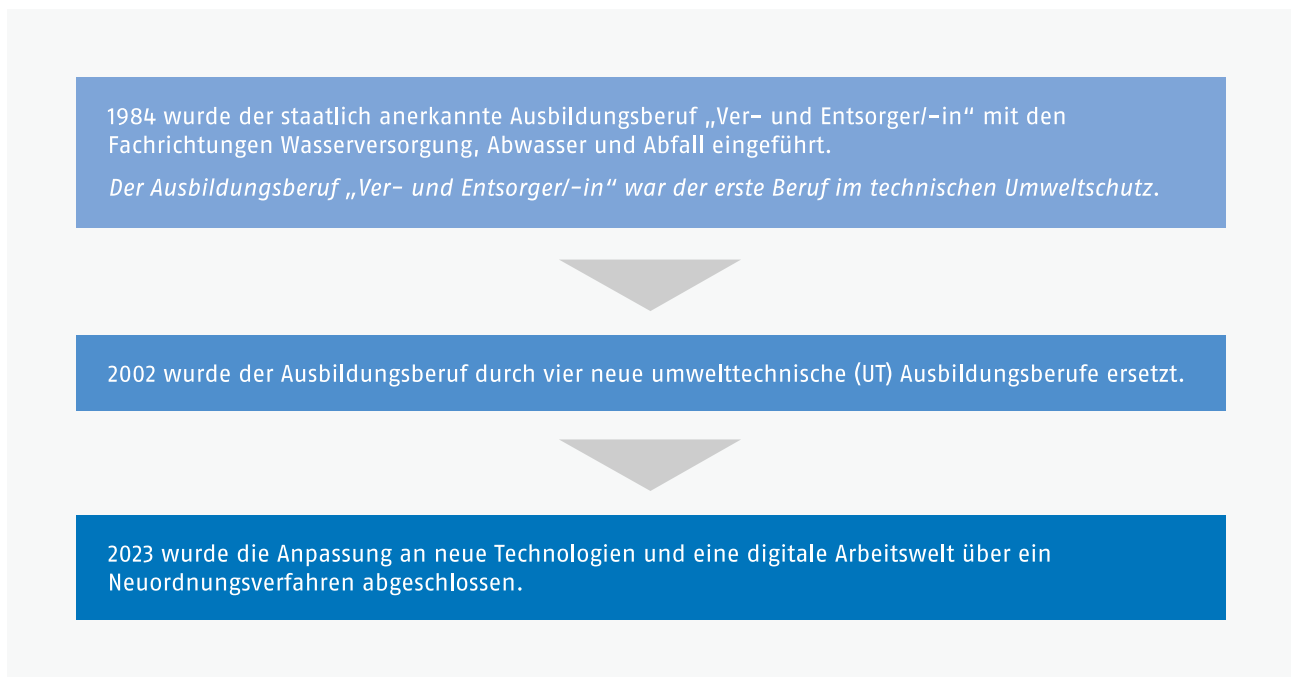 1984 wurde der staatlich anerkannte Ausbildungsberuf „Ver- und Entsorger/-in“ mit den
Fachrichtungen Wasserversorgung, Abwasser und Abfall eingeführt.
Der Ausbildungsberuf „Ver- und Entsorger/-in“ war der erste Beruf im technischen Umweltschutz.
2002 wurde der Ausbildungsberuf durch vier neue umwelttechnische (UT) Ausbildungsberufe ersetzt.
2023 wurde die Anpassung an neue Technologien und eine digitale Arbeitswelt über ein
Neuordnungsverfahren abgeschlossen.